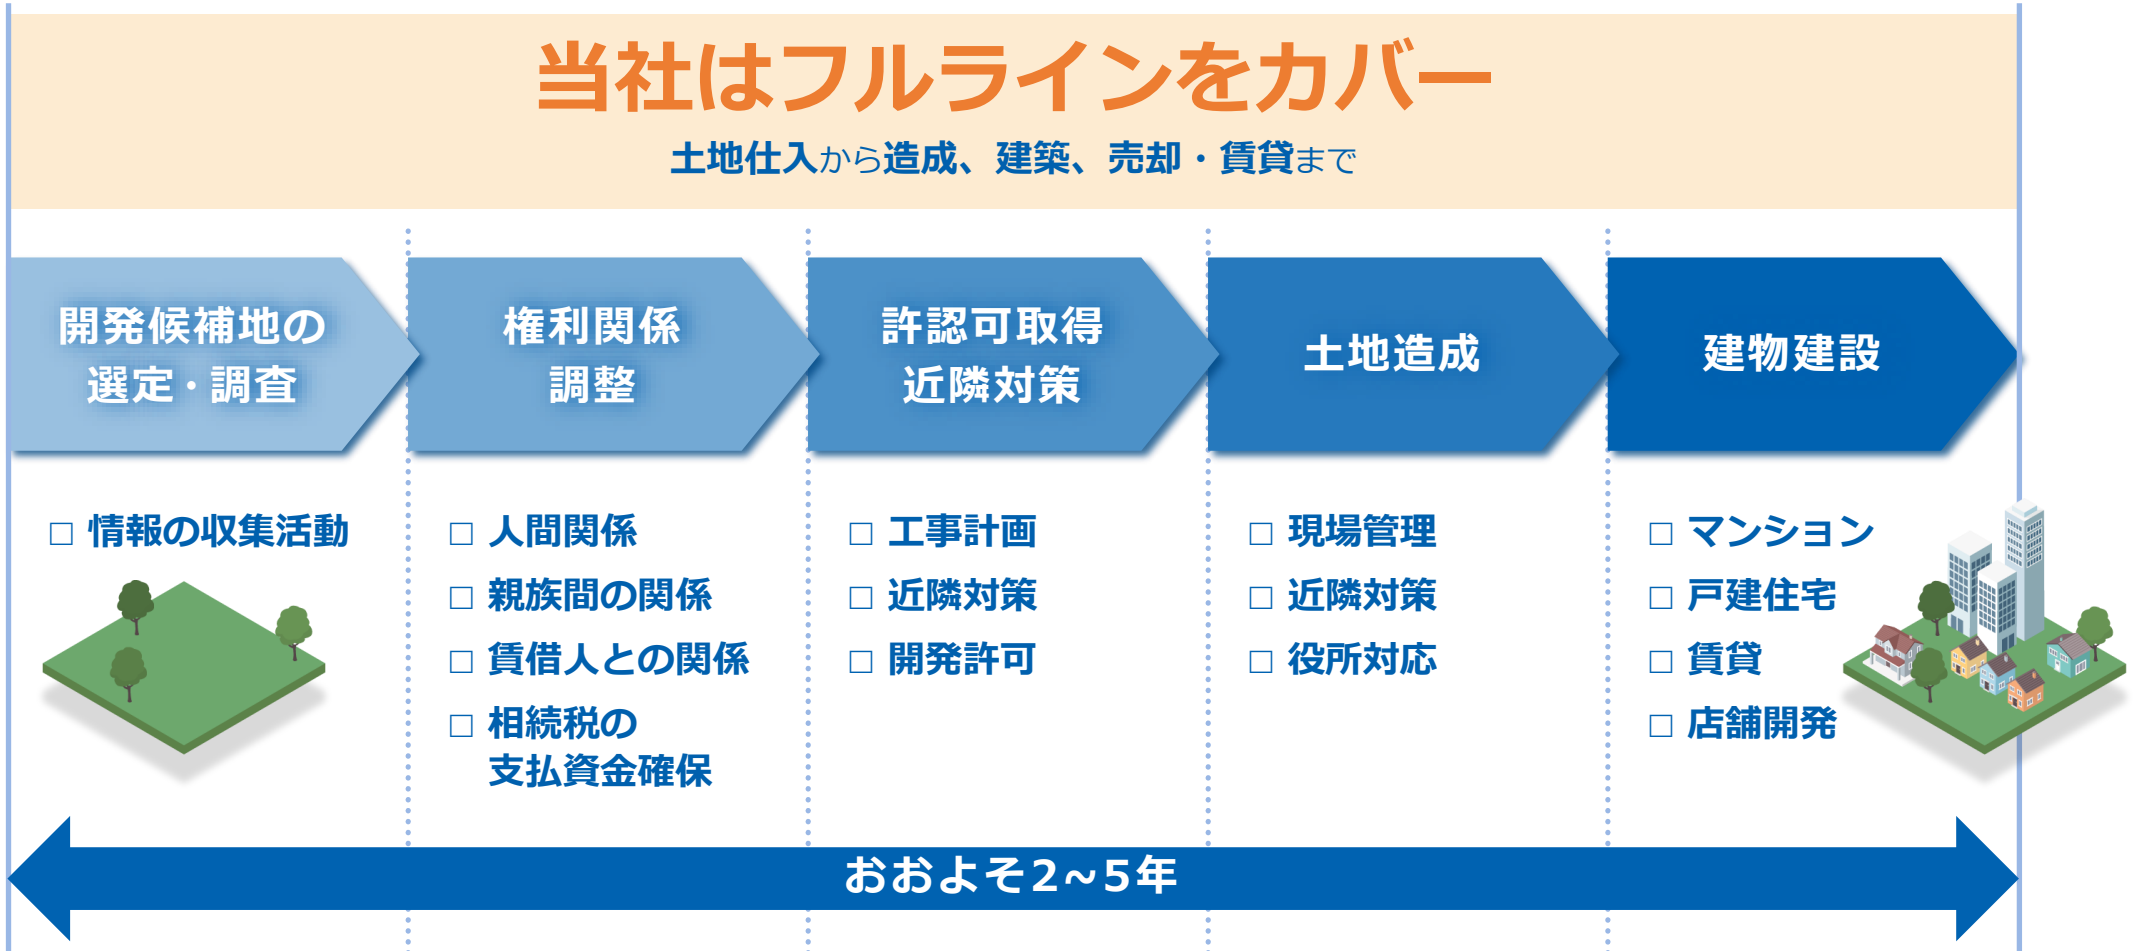 当社はフルラインをカバー
土地仕入から造成、建築、売却・賃貸まで
開発候補地の
選定・調査
権利関係
調整
許認可取得
近隣対策
土地造成
建物建設
□ 情報の収集活動
□ 人間関係
□ 親族間の関係
□ 賃借人との関係
□ 相続税の
支払資金確保
□ 工事計画
□ 近隣対策
□ 開発許可
□ 現場管理
□ 近隣対策
□ 役所対応
□ マンション
□ 戸建住宅
□ 賃貸
□ 店舗開発
おおよそ2~5年